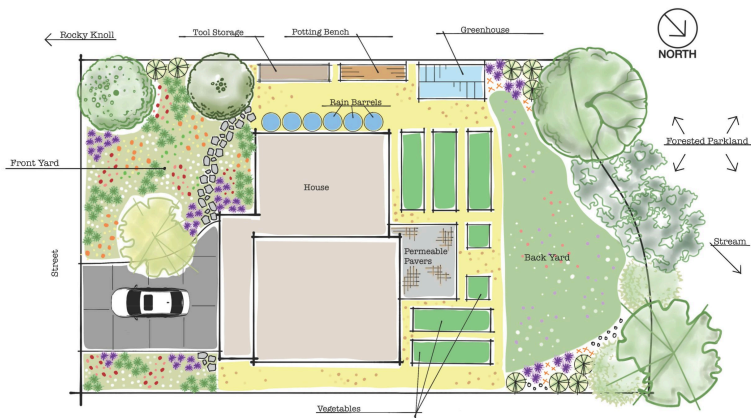 Rocky Knoll
Tool Storage
Potting Bench
Greenhouse
NORTH
Rain Barrels
Forested Parkland
Front Yard
House
Stream
Street
Permeable
Pavers
Back Yard
Vegetables